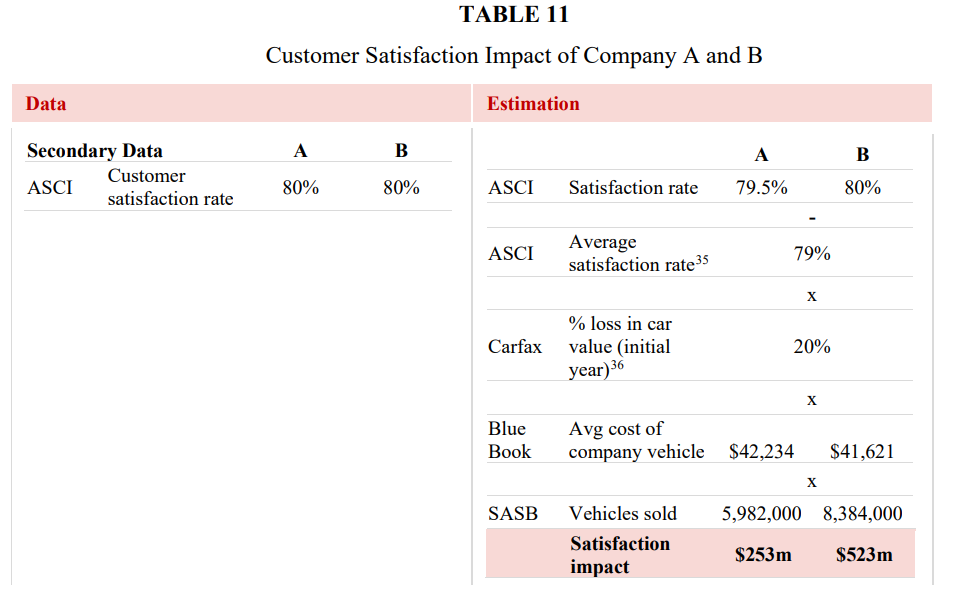 TABLE 11
Customer Satisfaction Impact of Company A and B
Data
Secondary Data A B
ASCI Customer satisfaction rate 80% 80%
Estimation
A B
ASCI Satisfaction rate 79.5% 80%
-
ASCI Average satisfaction rate35 79%
x
Carfax % loss in car value (initial year)36 20%
x
Blue Book Avg cost of company vehicle $42,234 $41,621
x
SASB Vehicles sold 5,982,000 8,384,000
Satisfaction impact $253m $523m